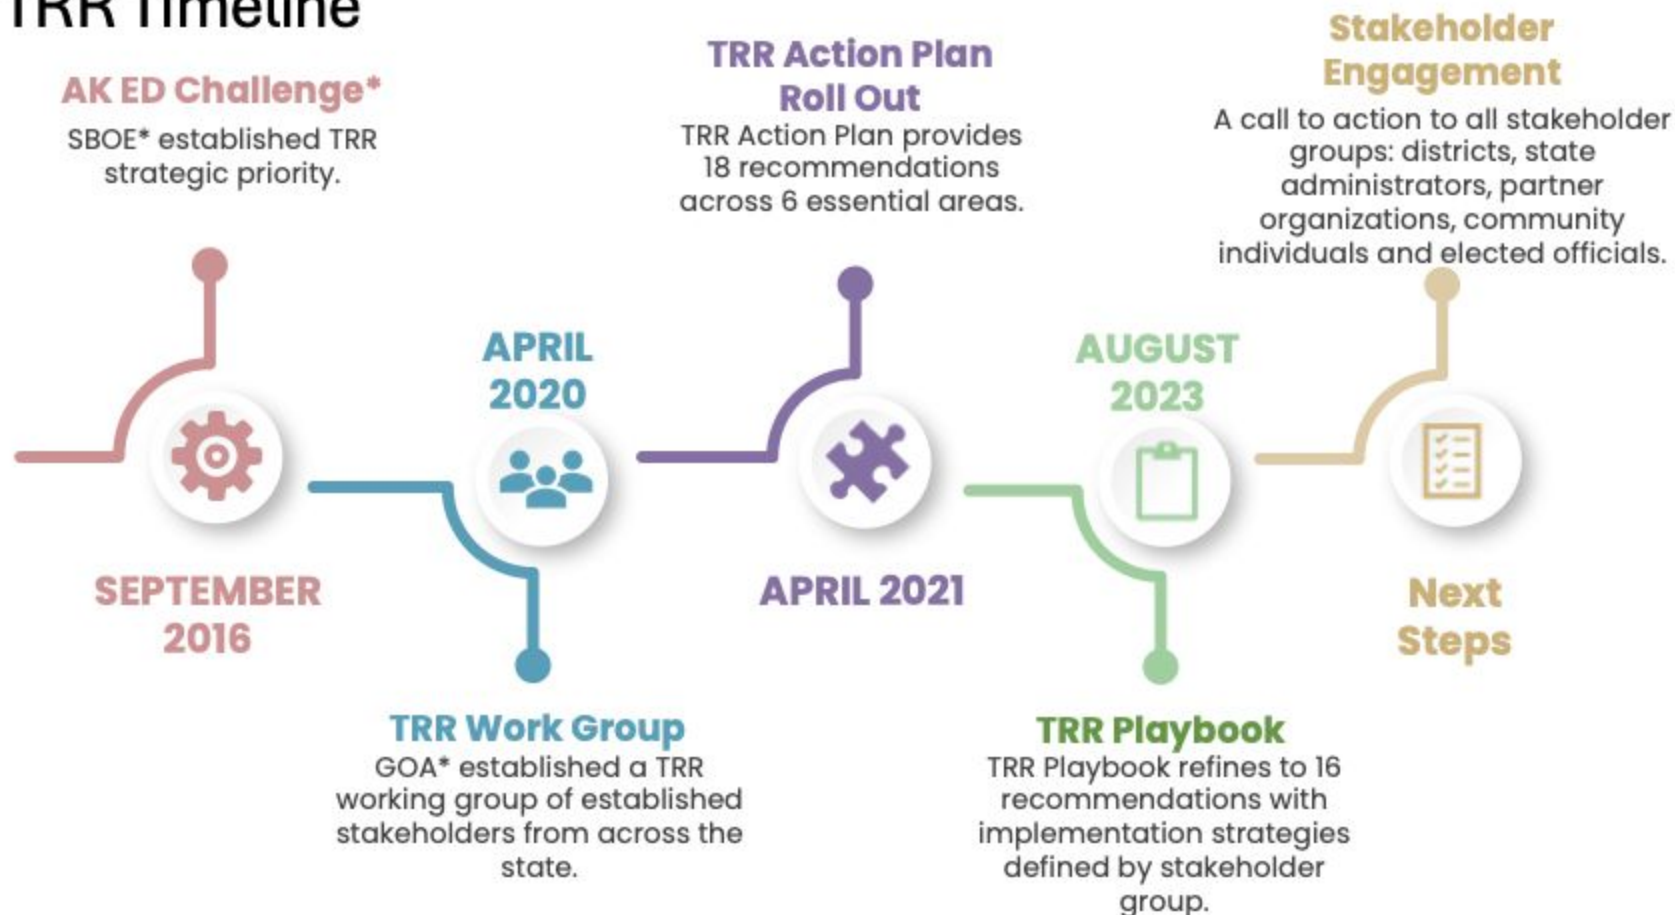 TRR Timeline
AK ED Challenge*
SBOE* established TRR
strategic priority.
SEPTEMBER
2016
APRIL
2020
TRR Work Group
GOA* established a TRR
working group of established
stakeholders from across the
state.
TRR Action Plan
Roll Out
TRR Action Plan provides
18 recommendations
across 6 essential areas.
APRIL 2021
AUGUST
2023
TRR Playbook
TRR Playbook refines to 16
recommendations with
implementation strategies
defined by stakeholder
group.
Stakeholder
Engagement
A call to action to all stakeholder
groups: districts, state
administrators, partner
organizations, community
individuals and elected officials.
Next
Steps